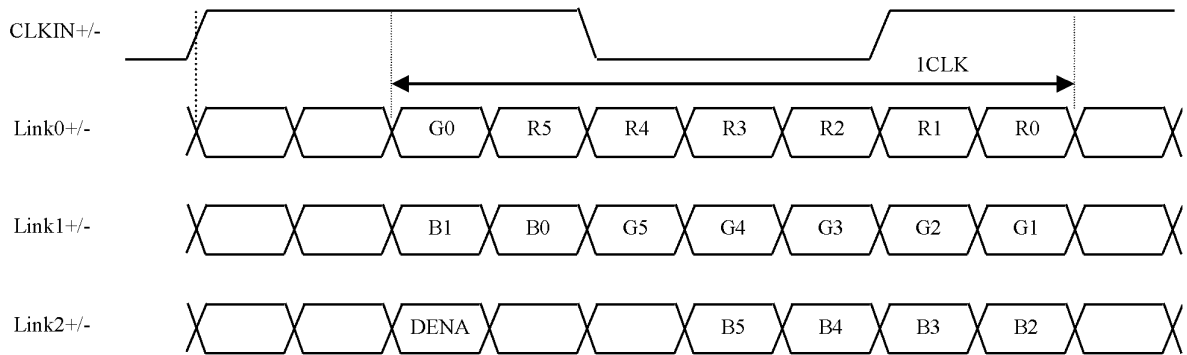 CLKIN+/-
1CLK
Link0+/- G0 R5 R4 R3 R2 R1 R0
Link1+/- B1 B0 G5 G4 G3 G2 G1
Link2+/- DENA B5 B4 B3 B2